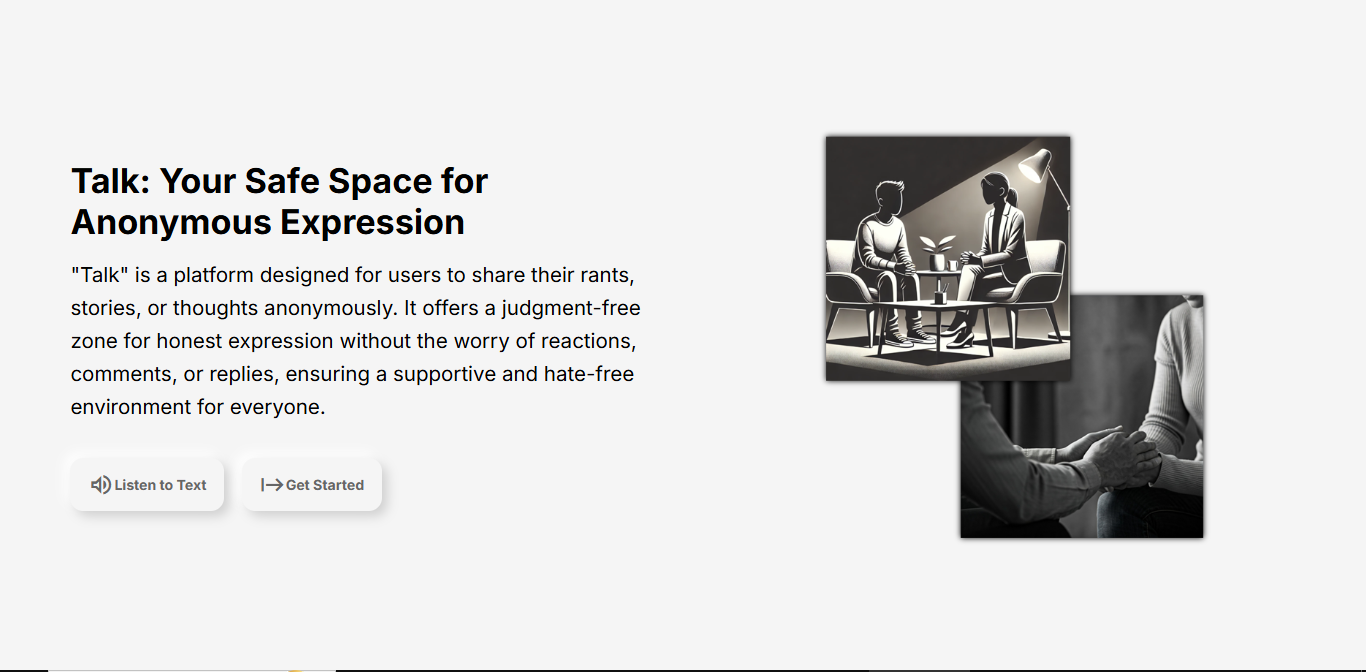 Talk: Your Safe Space for
Anonymous Expression
"Talk" is a platform designed for users to share their rants,
stories, or thoughts anonymously. It offers a judgment-free
zone for honest expression without the worry of reactions,
comments, or replies, ensuring a supportive and hate-free
environment for everyone.
Listen to Text
Get Started